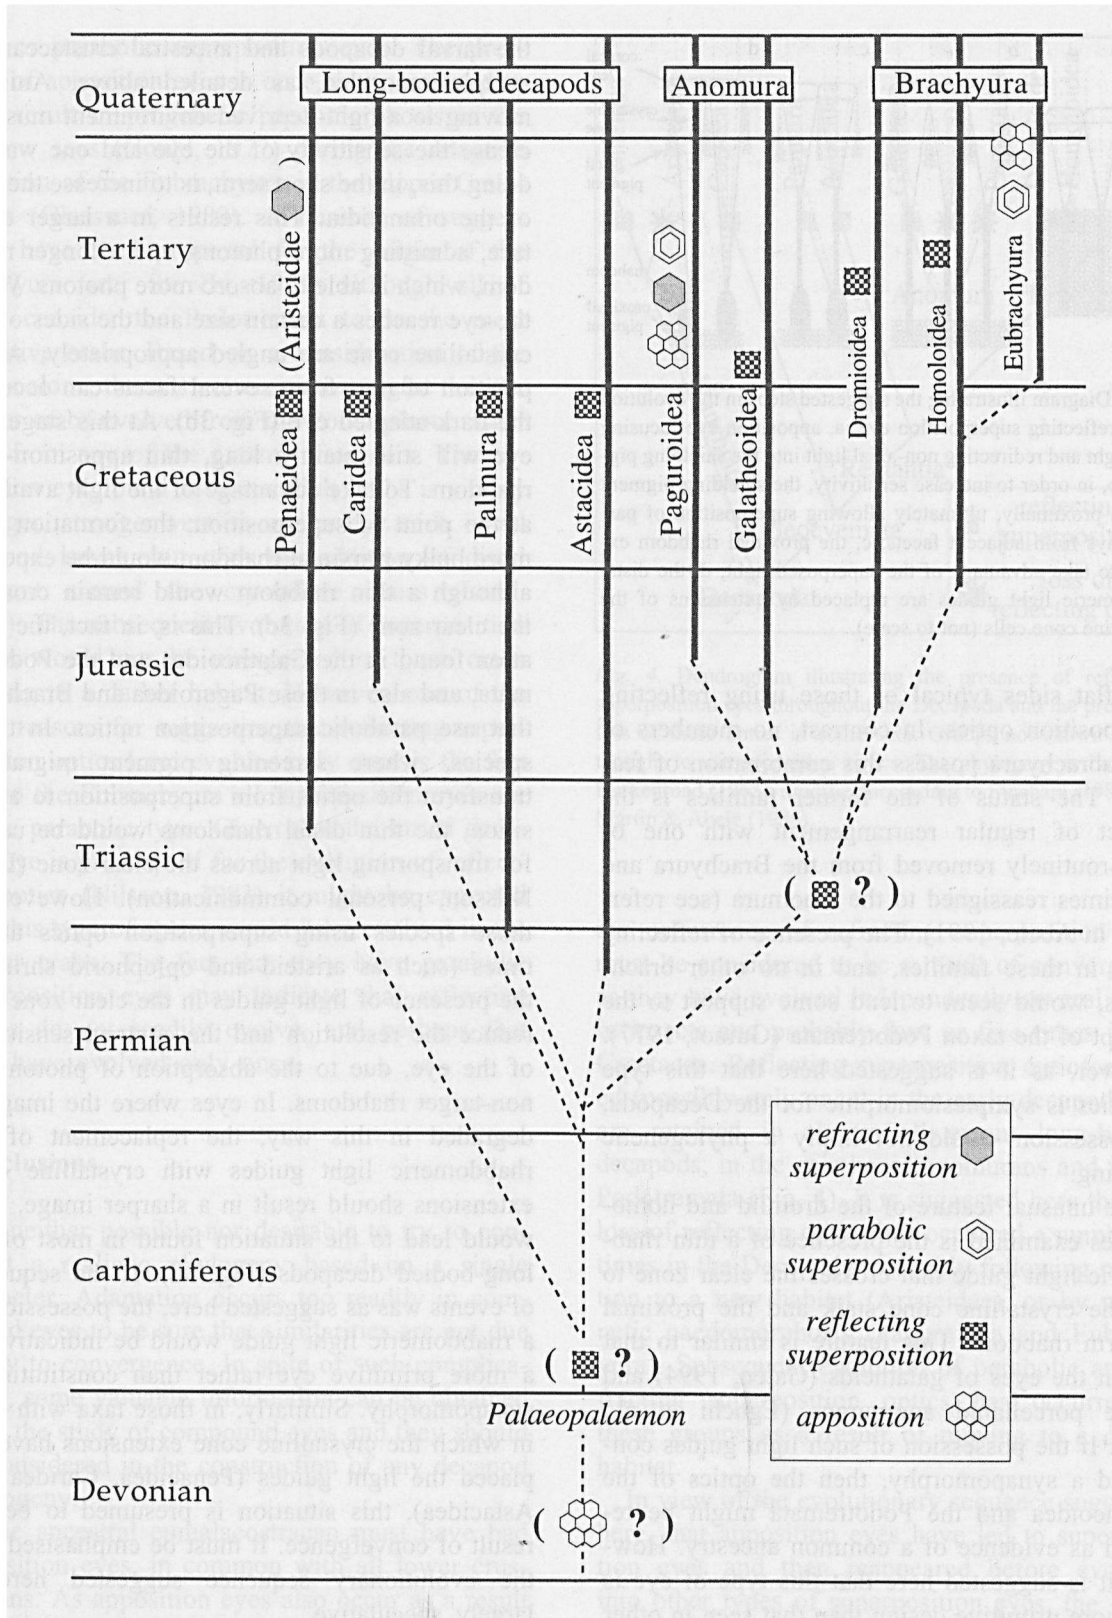 Long-bodied decapods
Anomura
Brachyura
Quaternary
Tertiary
Cretaceous
Jurassic
Triassic
Permian
Carboniferous
Devonian
Penaeidea (Aristeidae)
Caridea
Palinura
Astacidea
Paguroidea
Galatheoidea
Dromioidea
Homoloidea
Eubrachyura
( ? )
( ? )
Palaeopalaemon
( ? )
refracting
superposition
parabolic
superposition
reflecting
superposition
apposition